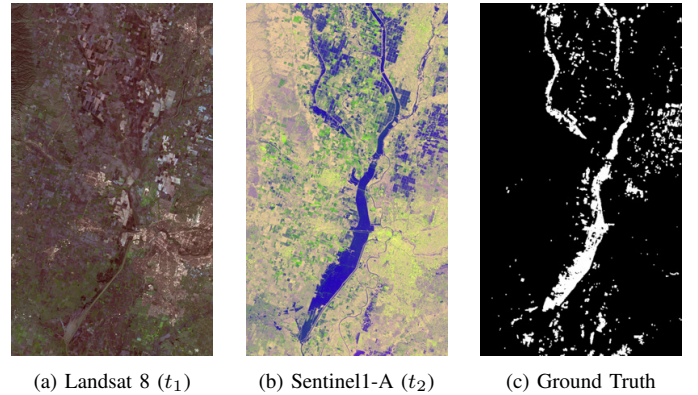 (a) Landsat 8 (t₁)
(b) Sentinel1-A (t₂)
(c) Ground Truth